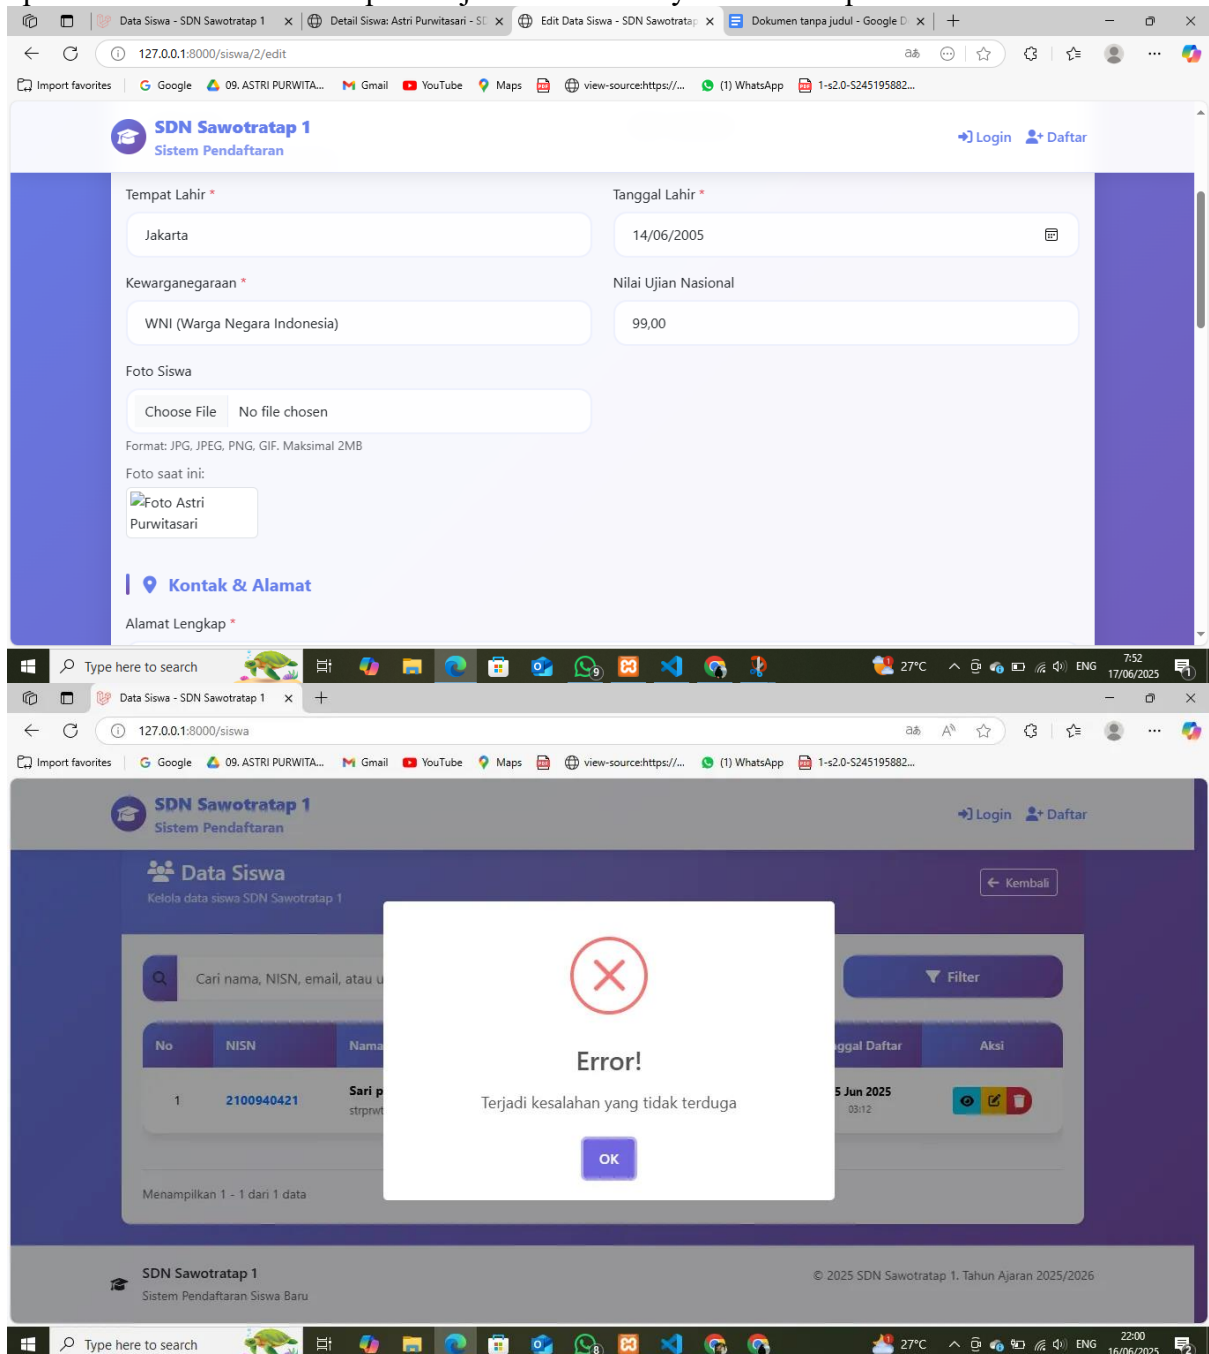 Data Siswa - SDN Sawotratap 1
Detail Siswa: Astri Purwitasari - SD
Edit Data Siswa - SDN Sawotratap
Dokumen tanpa judul - Google D
127.0.0.1:8000/siswa/2/edit
Import favorites
Google
09. ASTRI PURWITA...
Gmail
YouTube
Maps
view-source:https://...
(1) WhatsApp
1-s2.0-S245195882...
SDN Sawotratap 1
Sistem Pendaftaran
Login
Daftar
Tempat Lahir *
Tanggal Lahir *
Jakarta
14/06/2005
Kewarganegaraan *
Nilai Ujian Nasional
WNI (Warga Negara Indonesia)
99,00
Foto Siswa
Choose File No file chosen
Format: JPG, JPEG, PNG, GIF. Maksimal 2MB
Foto saat ini:
Foto Astri
Purwitasari
Kontak & Alamat
Alamat Lengkap *
Type here to search
27°C
ENG
7:52
17/06/2025
Data Siswa - SDN Sawotratap 1
127.0.0.1:8000/siswa
Import favorites
Google
09. ASTRI PURWITA...
Gmail
YouTube
Maps
view-source:https://...
(1) WhatsApp
1-s2.0-S245195882...
SDN Sawotratap 1
Sistem Pendaftaran
Login
Daftar
Data Siswa
Kelola data siswa SDN Sawotratap 1
Kembali
Cari nama, NISN, email, atau u
Filter
No
NISN
Nama
ggal Daftar
Aksi
1
2100940421
Sari p
strprwt
5 Jun 2025
03:12
Error!
Terjadi kesalahan yang tidak terduga
OK
Menampilkan 1 - 1 dari 1 data
SDN Sawotratap 1
Sistem Pendaftaran Siswa Baru
© 2025 SDN Sawotratap 1. Tahun Ajaran 2025/2026
Type here to search
27°C
ENG
22:00
16/06/2025